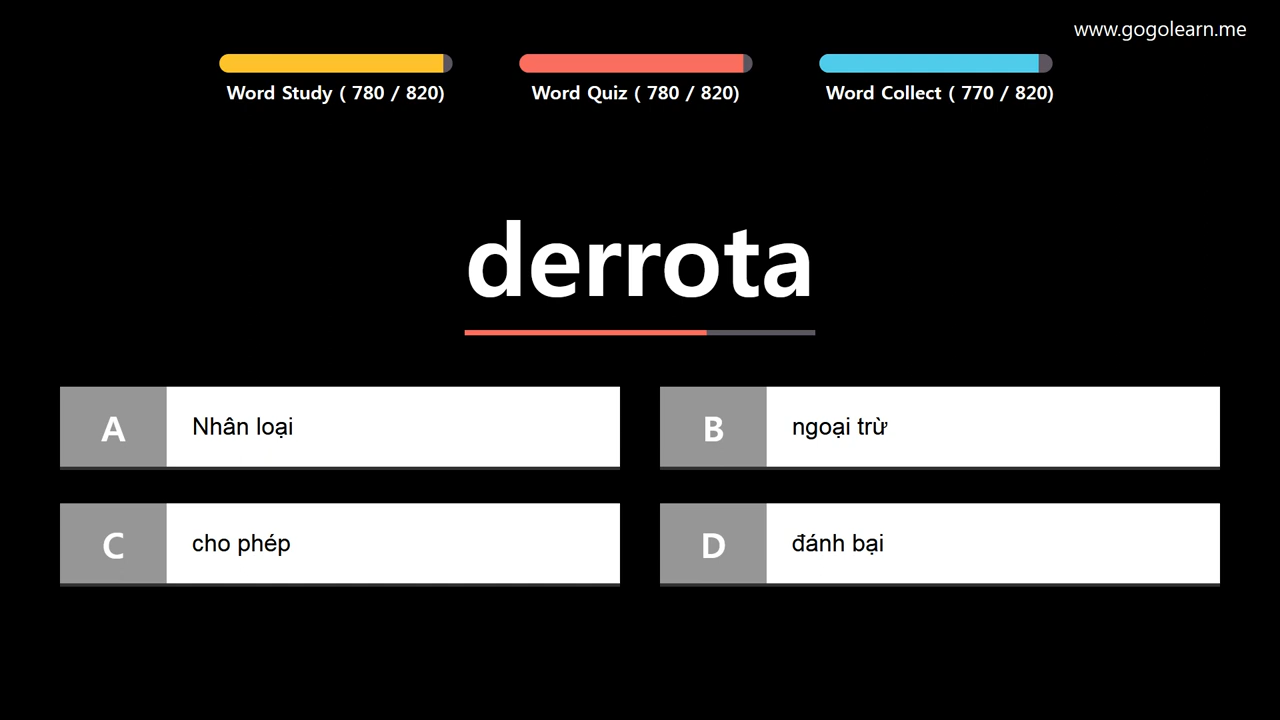 www.gogolearn.me
Word Study ( 780 / 820)
Word Quiz ( 780 / 820)
Word Collect ( 770 / 820)
derrota
A Nhân loại
B ngoại trừ
C cho phép
D đánh bại